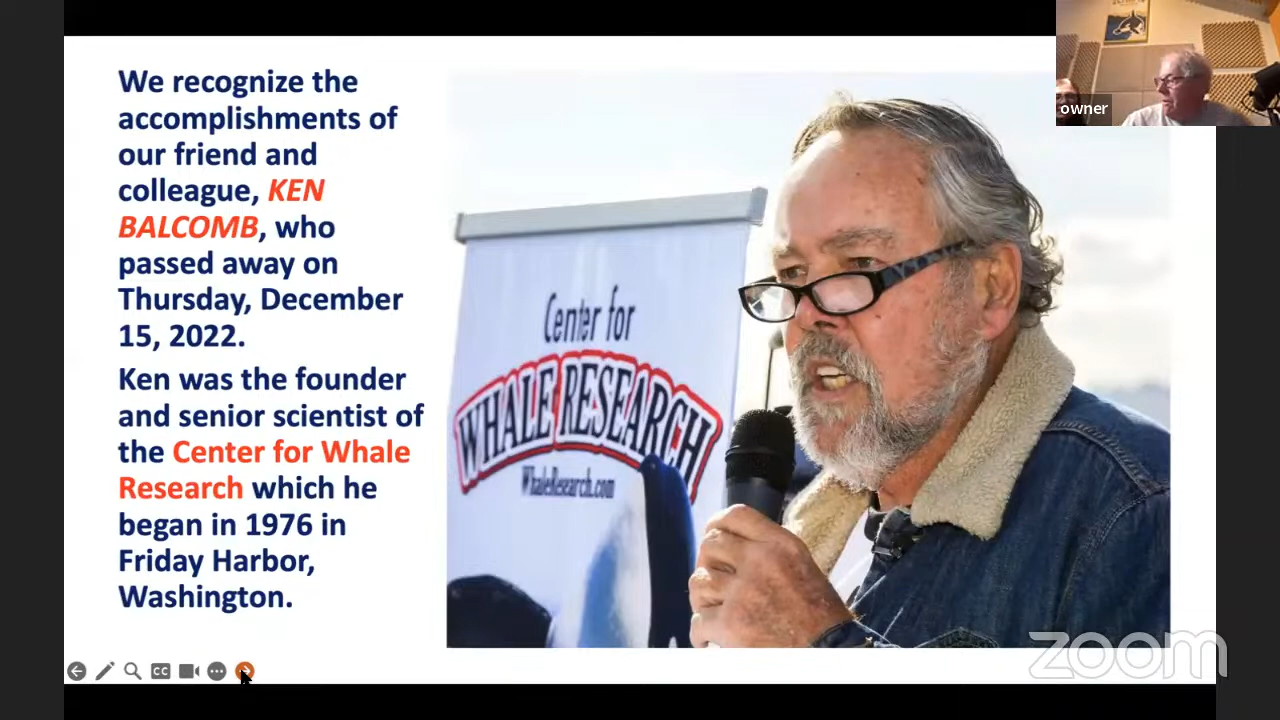 We recognize the
accomplishments of
our friend and
colleague, KEN
BALCOMB, who
passed away on
Thursday, December
15, 2022.
Ken was the founder
and senior scientist of
the Center for Whale
Research which he
began in 1976 in
Friday Harbor,
Washington.
Center for
WHALE RESEARCH
WhaleResearch.com
owner
CC
zoom